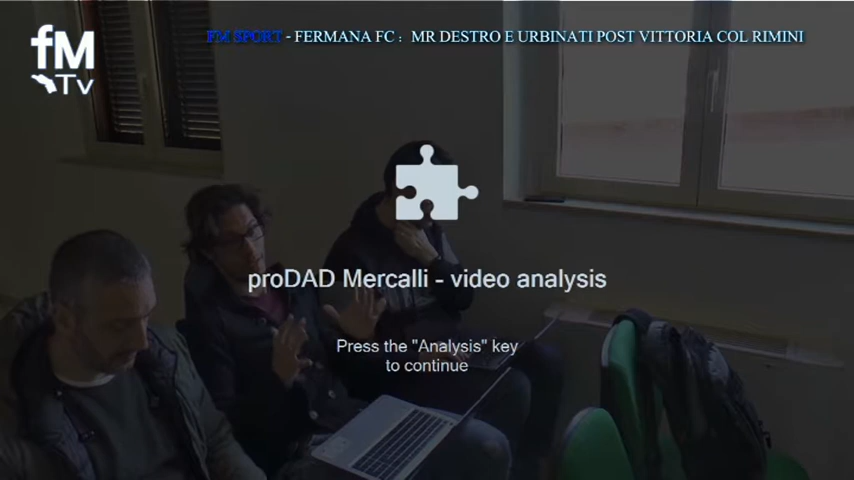 fM
Tv
FM SPORT - FERMANA FC : MR DESTRO E URBINATI POST VITTORIA COL RIMINI
proDAD Mercalli - video analysis
Press the "Analysis" key
to continue